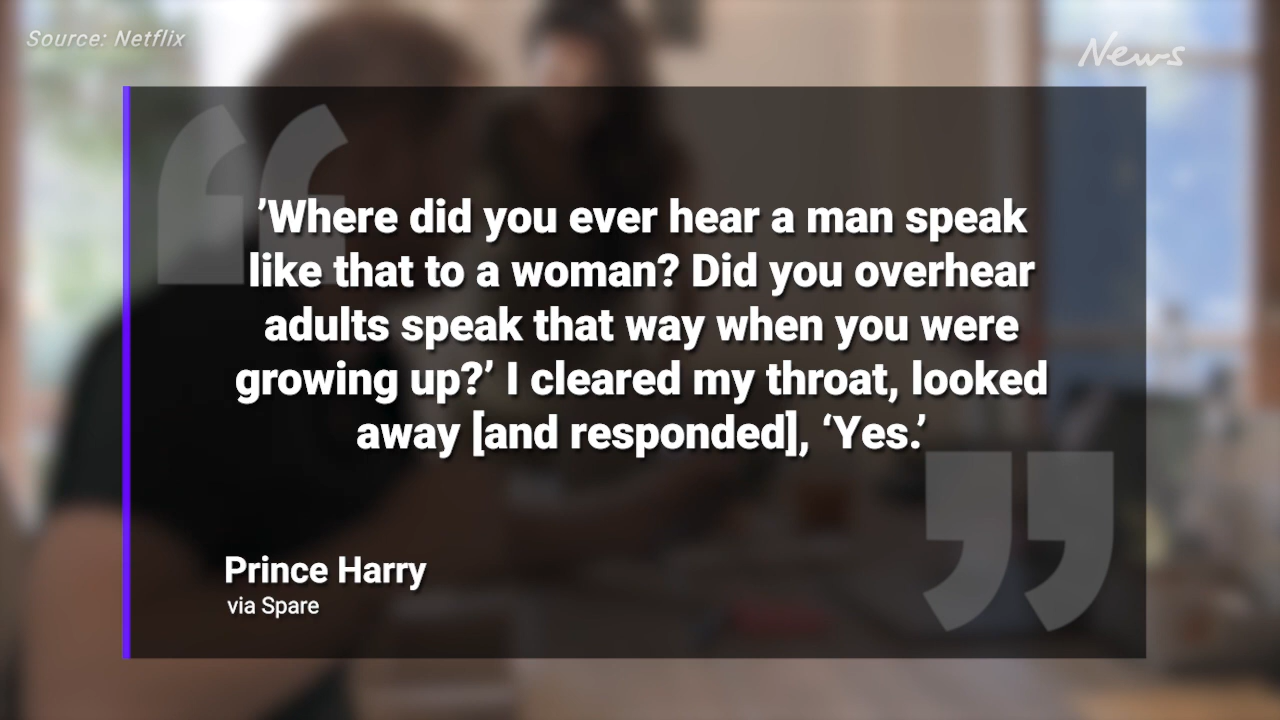 Source: Netflix
News
’Where did you ever hear a man speak
like that to a woman? Did you overhear
adults speak that way when you were
growing up?’ I cleared my throat, looked
away [and responded], ‘Yes.’
Prince Harry
via Spare